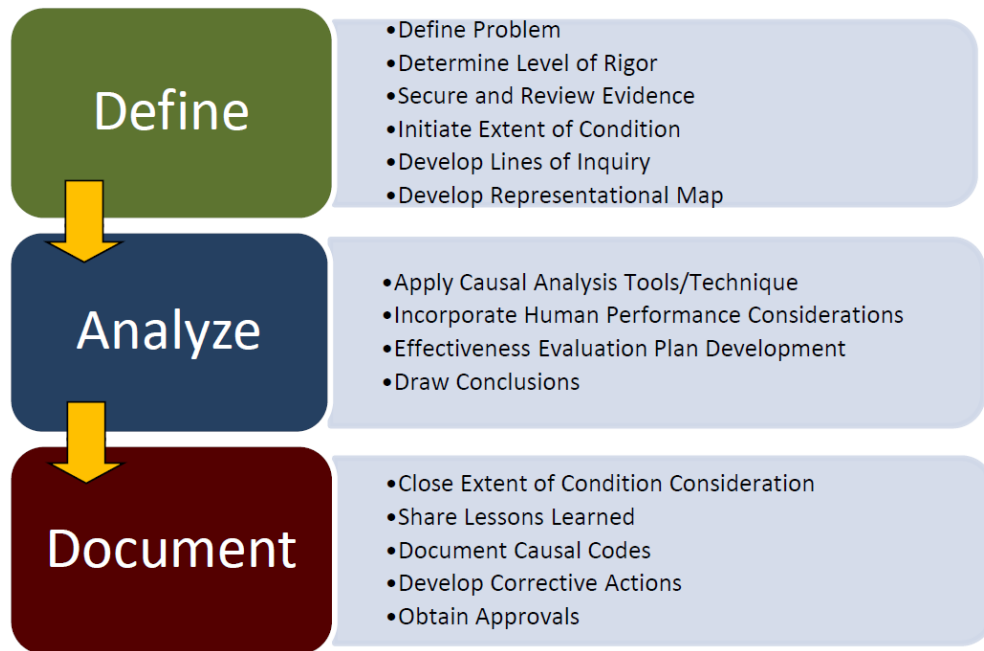 Define
•Define Problem
•Determine Level of Rigor
•Secure and Review Evidence
•Initiate Extent of Condition
•Develop Lines of Inquiry
•Develop Representational Map
Analyze
•Apply Causal Analysis Tools/Technique
•Incorporate Human Performance Considerations
•Effectiveness Evaluation Plan Development
•Draw Conclusions
Document
•Close Extent of Condition Consideration
•Share Lessons Learned
•Document Causal Codes
•Develop Corrective Actions
•Obtain Approvals